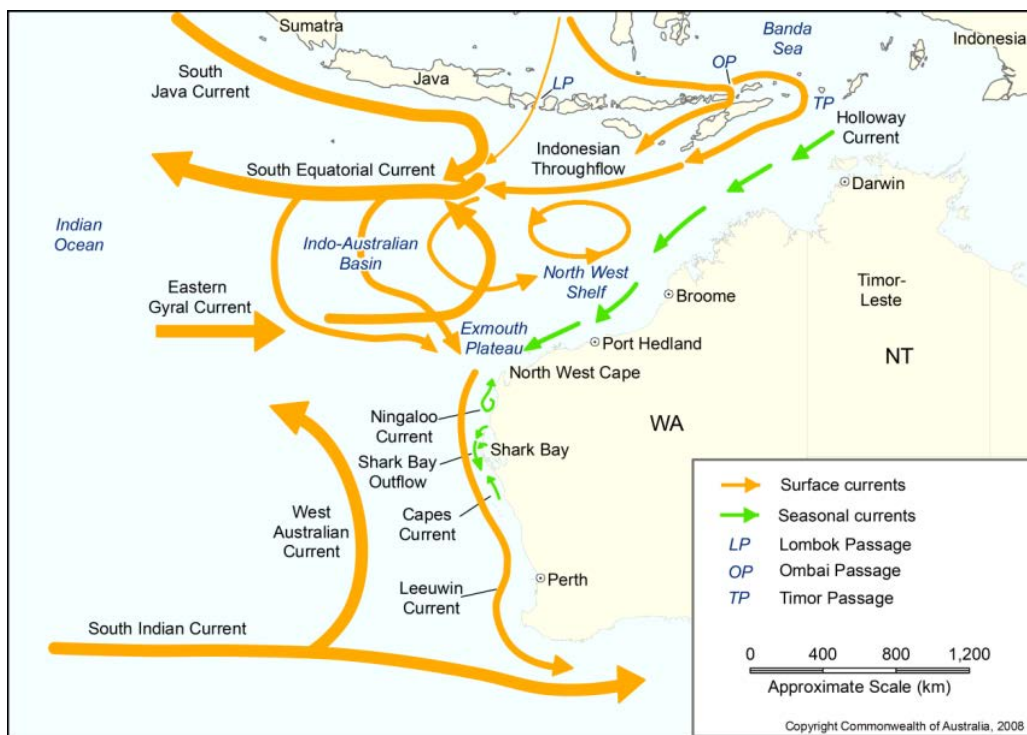 Sumatra
Banda
Sea
Indonesia
South
Java Current
Java
LP
OP
TP
Holloway
Current
Indonesian
Throughflow
South Equatorial Current
Darwin
Indian
Ocean
Indo-Australian
Basin
North West
Shelf
Eastern
Gyral Current
Broome
Timor-
Leste
Exmouth
Plateau
Port Hedland
NT
North West Cape
Ningaloo
Current
WA
Shark Bay
Shark Bay
Outflow
West
Australian
Current
Capes
Current
Leeuwin
Current
Perth
South Indian Current
Surface currents
Seasonal currents
LP Lombok Passage
OP Ombai Passage
TP Timor Passage
0 400 800 1,200
Approximate Scale (km)
Copyright Commonwealth of Australia, 2008